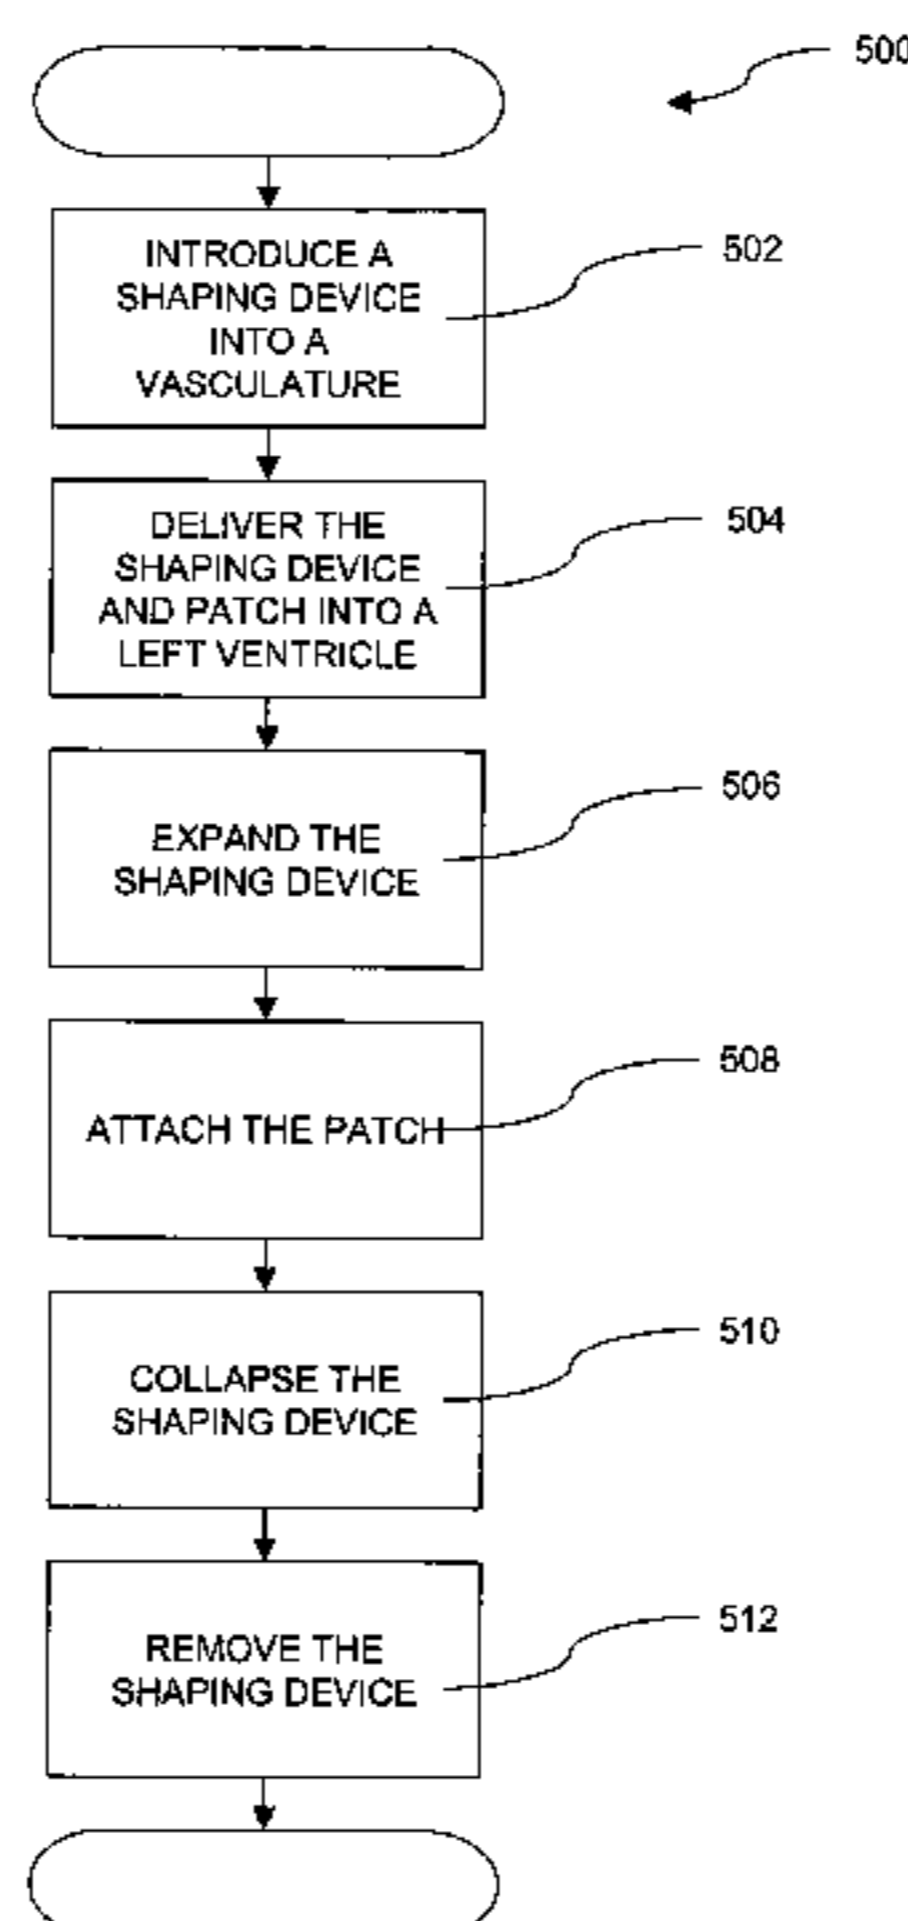 500
INTRODUCE A
SHAPING DEVICE
INTO A
VASCULATURE
502
DELIVER THE
SHAPING DEVICE
AND PATCH INTO A
LEFT VENTRICLE
504
EXPAND THE
SHAPING DEVICE
506
ATTACH THE PATCH
508
COLLAPSE THE
SHAPING DEVICE
510
REMOVE THE
SHAPING DEVICE
512